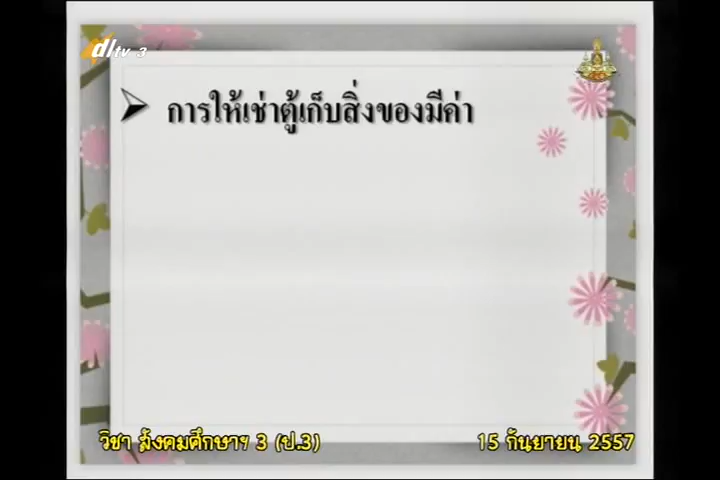 dltv 3
➢ การให้เช่าตู้เก็บสิ่งของมีค่า
วิชา สังคมศึกษาฯ 3 (ป.3)
15 กันยายน 2557